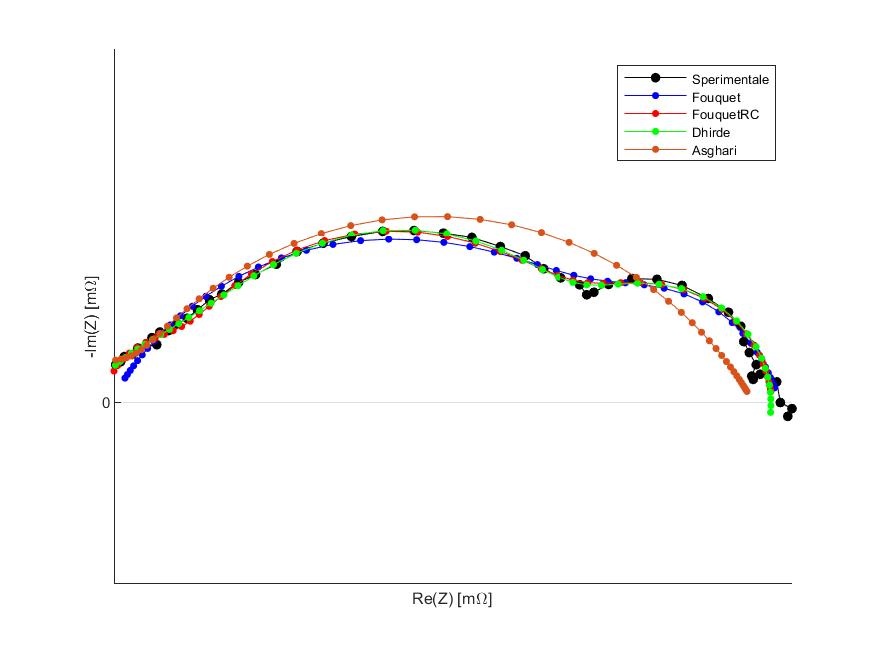 Sperimentale
Fouquet
FouquetRC
Dhirde
Asghari
-Im(Z) [mΩ]
0
Re(Z) [mΩ]